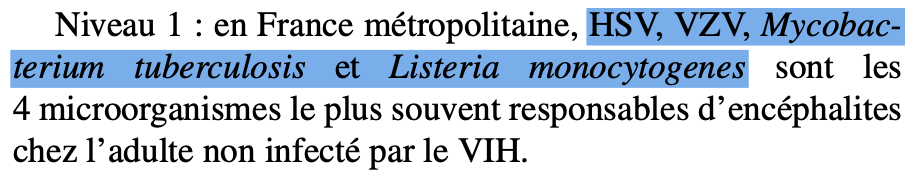 Niveau 1 : en France métropolitaine, HSV, VZV, Mycobac-
terium tuberculosis et Listeria monocytogenes sont les
4 microorganismes le plus souvent responsables d’encéphalites
chez l’adulte non infecté par le VIH.